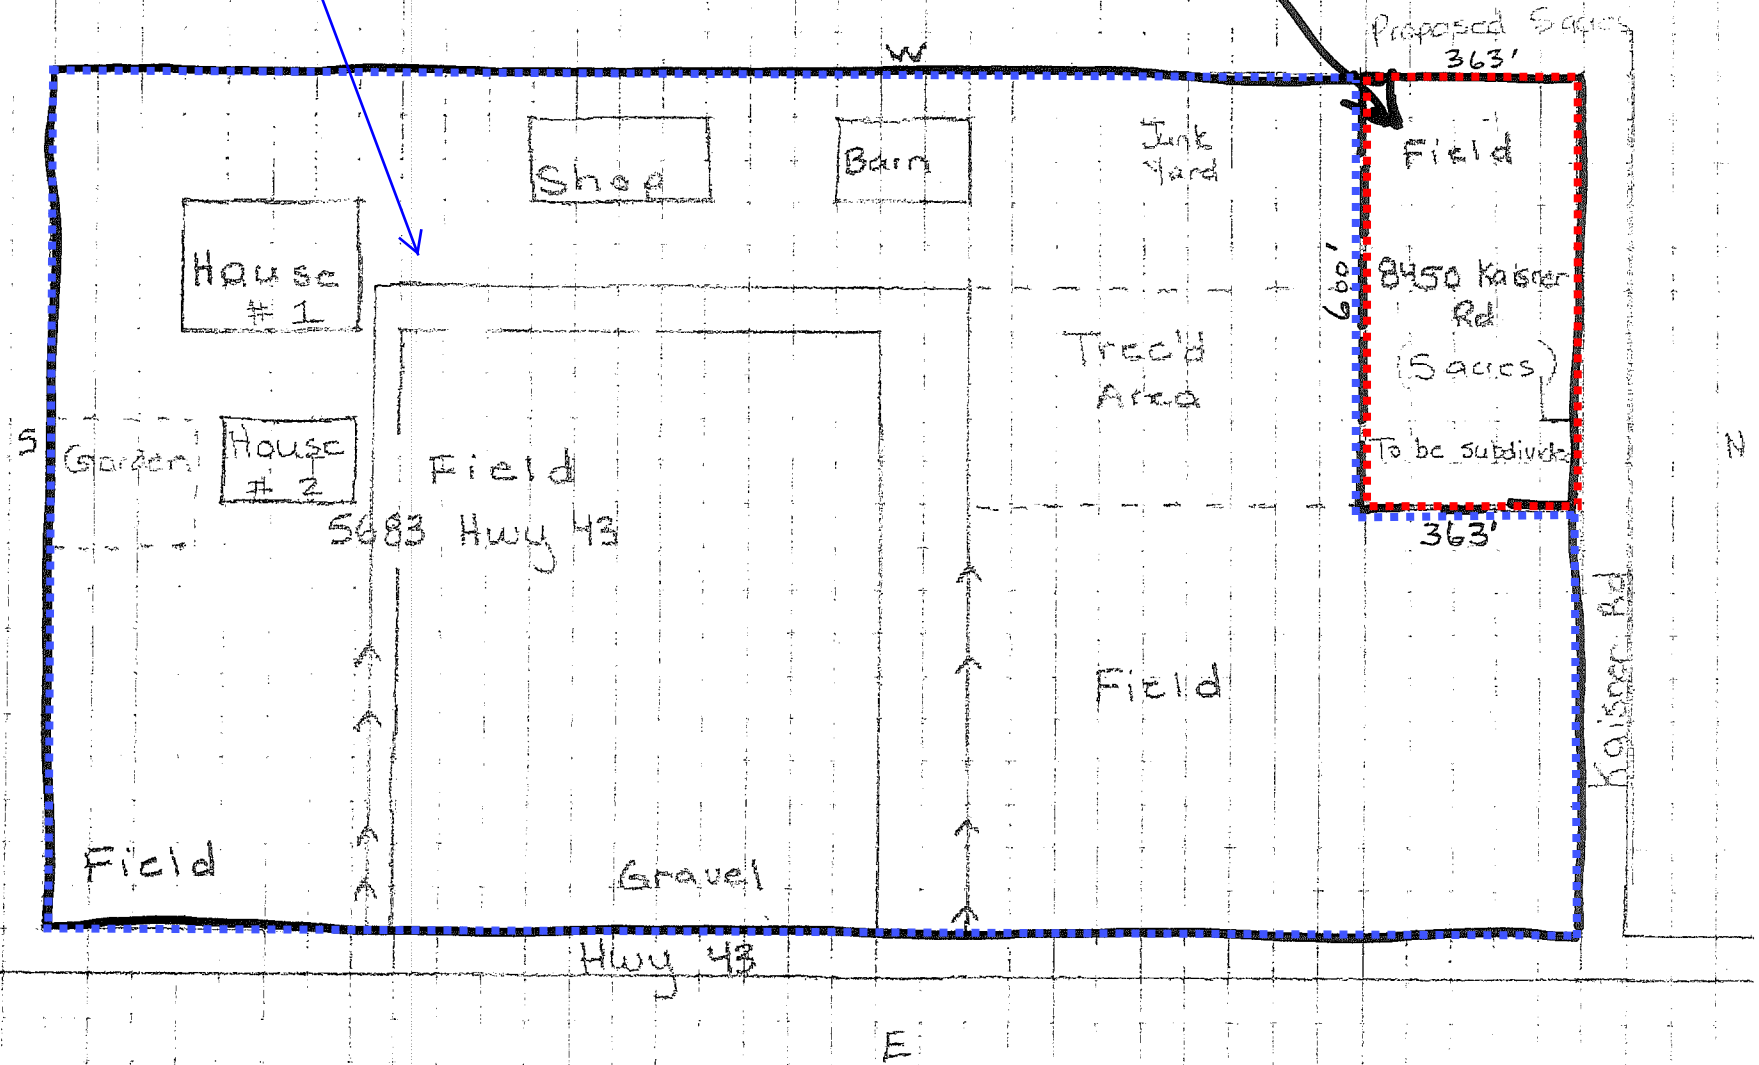 Proposed 5 acres
W
363'
Junk
Yard
Field
Shop
Barn
House
# 1
600'
8450 Kaisner
Rd
(5 acres)
Tree'd
Area
S
Garden
House
# 2
Field
To be subdivide
N
5683 Hwy 43
363'
Kaisner Rd
Field
Field
Gravel
Hwy 43
E